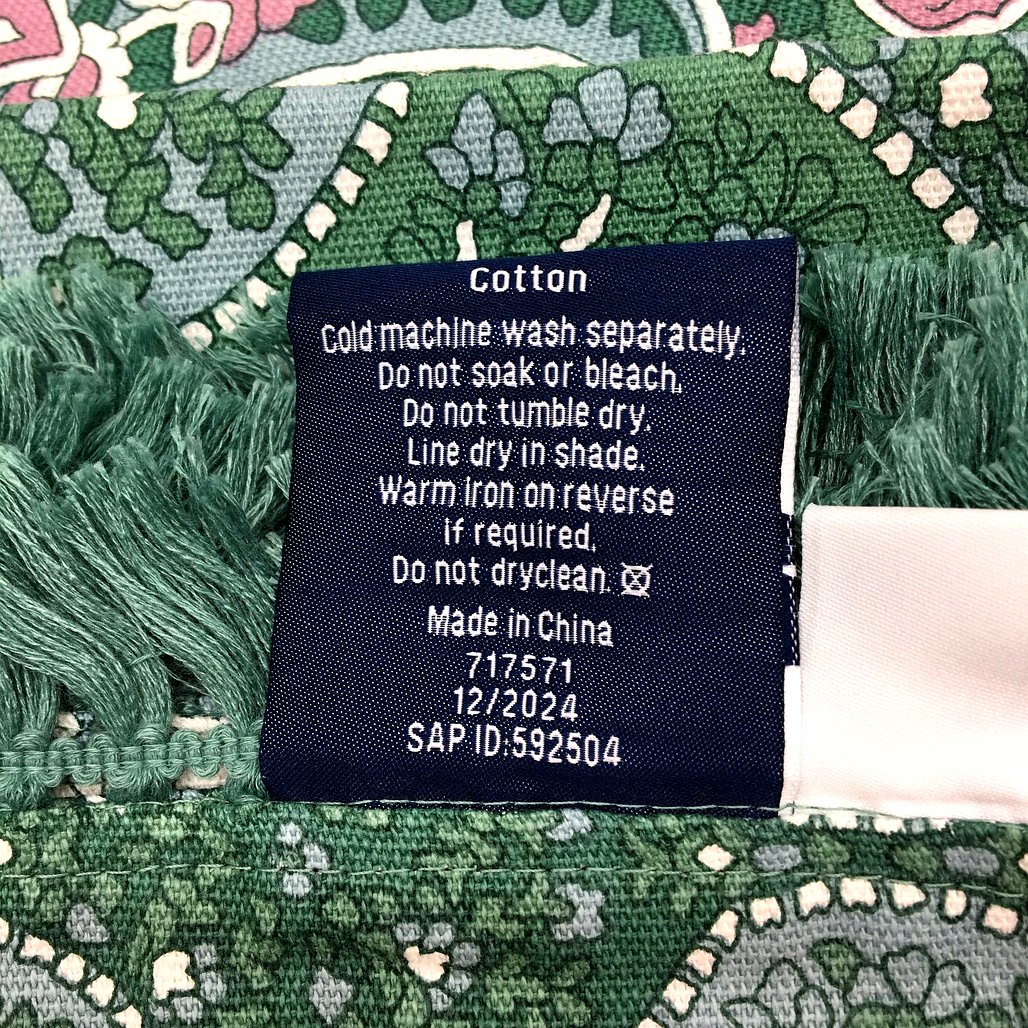 Cotton
Cold machine wash separately.
Do not soak or bleach.
Do not tumble dry.
Line dry in shade.
Warm iron on reverse
if required.
Do not dryclean.
Made in China
717571
12/2024
SAP ID:592504